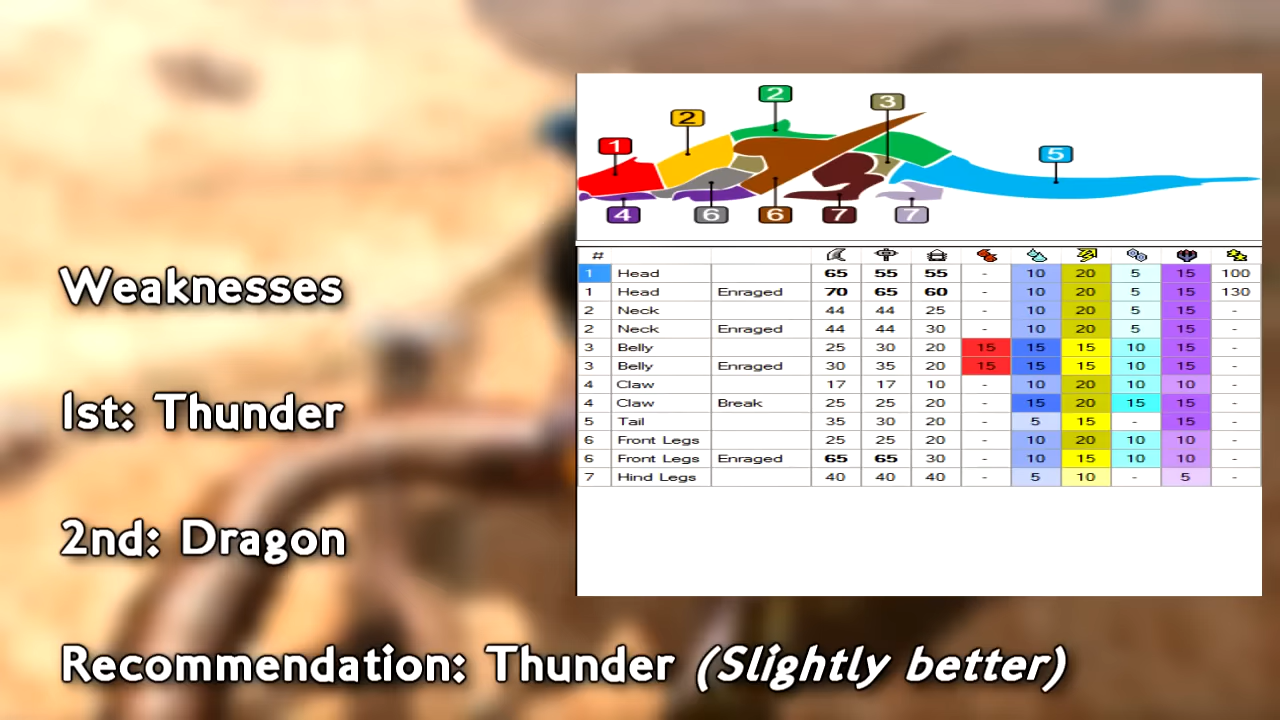 2
2
3
1
5
4 6 6 7 7
#
1 Head 65 55 55 - 10 20 5 15 100
1 Head Enraged 70 65 60 - 10 20 5 15 130
2 Neck 44 44 25 - 10 20 5 15 -
2 Neck Enraged 44 44 30 - 10 20 5 15 -
3 Belly 25 30 20 15 15 15 10 15 -
3 Belly Enraged 30 35 20 15 15 15 10 15 -
4 Claw 17 17 10 - 10 20 10 10 -
4 Claw Break 25 25 20 - 15 20 15 15 -
5 Tail 35 30 20 - 5 15 - 15 -
6 Front Legs 25 25 20 - 10 20 10 10 -
6 Front Legs Enraged 65 65 30 - 10 15 10 10 -
7 Hind Legs 40 40 40 - 5 10 - 5 -
Weaknesses
1st: Thunder
2nd: Dragon
Recommendation: Thunder (Slightly better)